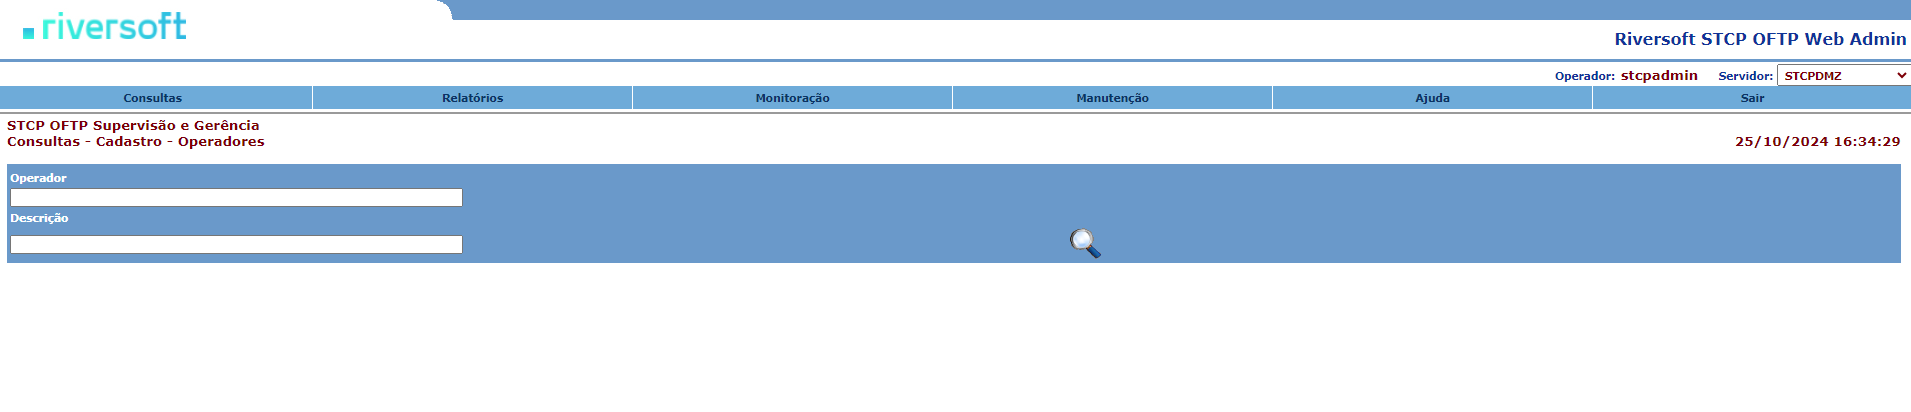 riversoft
Riversoft STCP OFTP Web Admin
Operador: stcpadmin Servidor: STCPDMZ
Consultas Relatórios Monitoração Manutenção Ajuda Sair
STCP OFTP Supervisão e Gerência
Consultas - Cadastro - Operadores 25/10/2024 16:34:29
Operador
Descrição